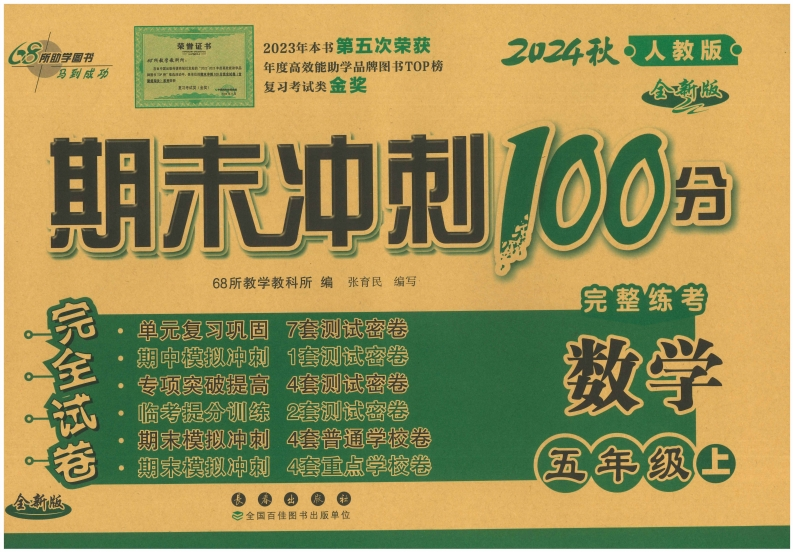 68所助学图书
马到成功
荣誉证书
2023年本书第五次荣获
年度高效能助学品牌图书TOP榜
复习考试类金奖
2024秋·人教版
全新版
期末冲刺100分
68所教学教科所 编 张育民 编写
完整练考
数学
五年级上
完全试卷
·单元复习巩固 7套测试密卷
·期中模拟冲刺 1套测试密卷
·专项突破提高 4套测试密卷
·临考提分训练 2套测试密卷
·期末模拟冲刺 4套普通学校卷
·期末模拟冲刺 4套重点学校卷
全新版
长春出版社
全国百佳图书出版单位